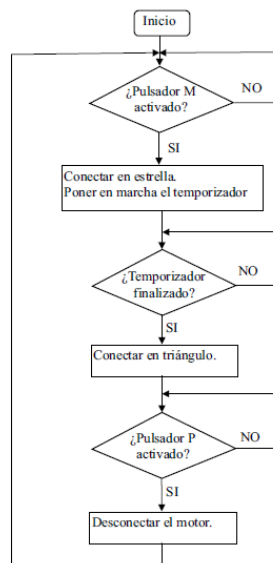 Inicio
¿Pulsador M
activado?
NO
SI
Conectar en estrella.
Poner en marcha el temporizador
¿Temporizador
finalizado?
NO
SI
Conectar en triángulo.
¿Pulsador P
activado?
NO
SI
Desconectar el motor.